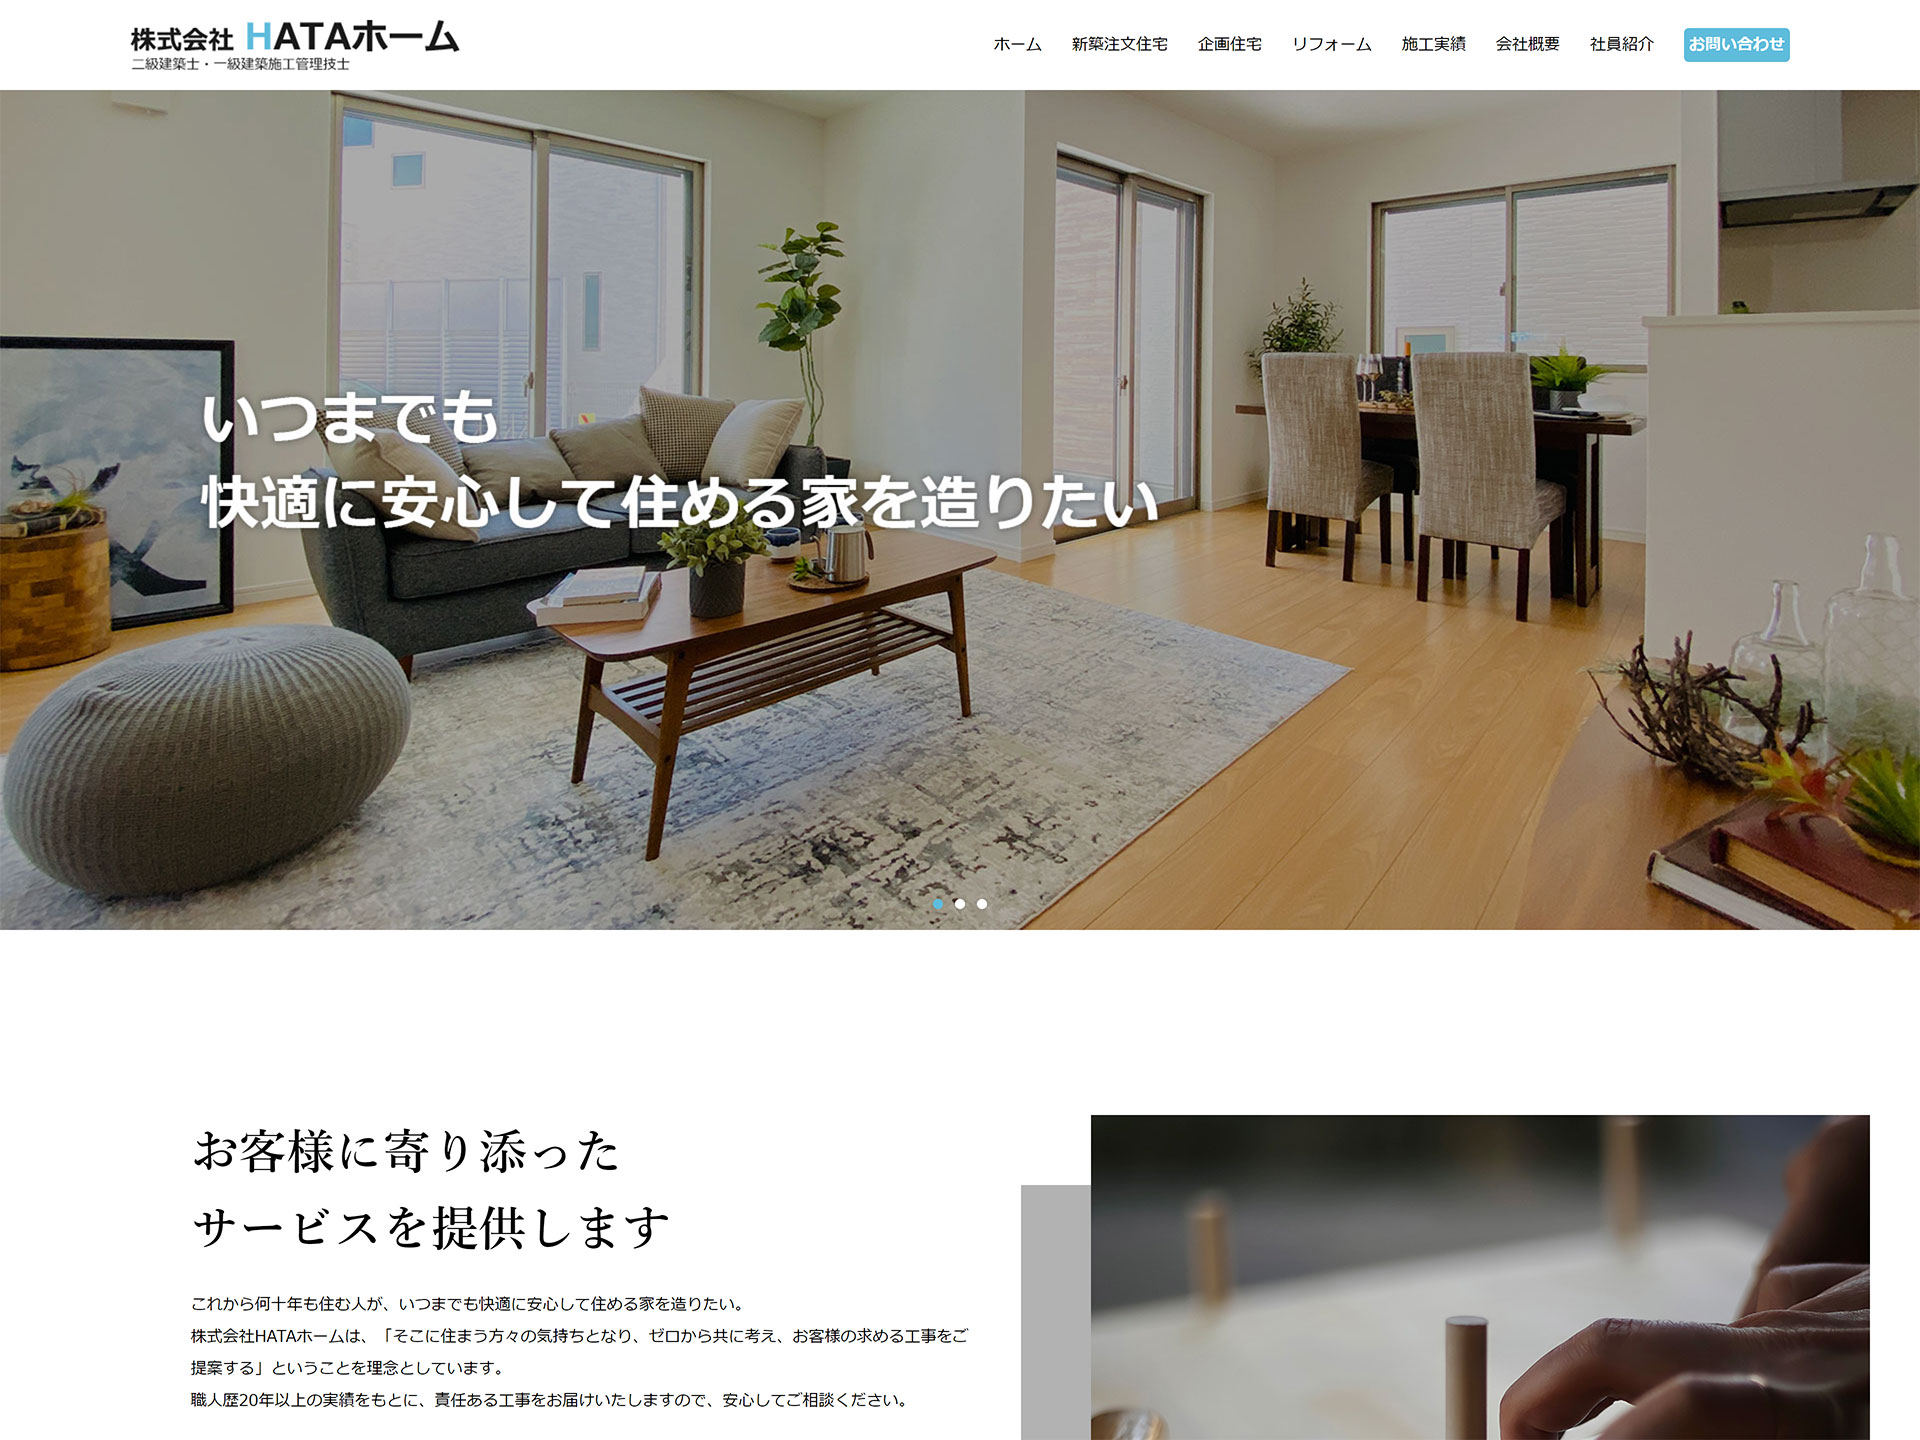 株式会社 HATAホーム
二級建築士・一級建築施工管理技士
ホーム 新築注文住宅 企画住宅 リフォーム 施工実績 会社概要 社員紹介 お問い合わせ
いつまでも
快適に安心して住める家を造りたい
お客様に寄り添った
サービスを提供します
これから何十年も住む人が、いつまでも快適に安心して住める家を造りたい。
株式会社HATAホームは、「そこに住まう方々の気持ちとなり、ゼロから共に考え、お客様の求める工事をご
提案する」ということを理念としています。
職人歴20年以上の実績をもとに、責任ある工事をお届けいたしますので、安心してご相談ください。